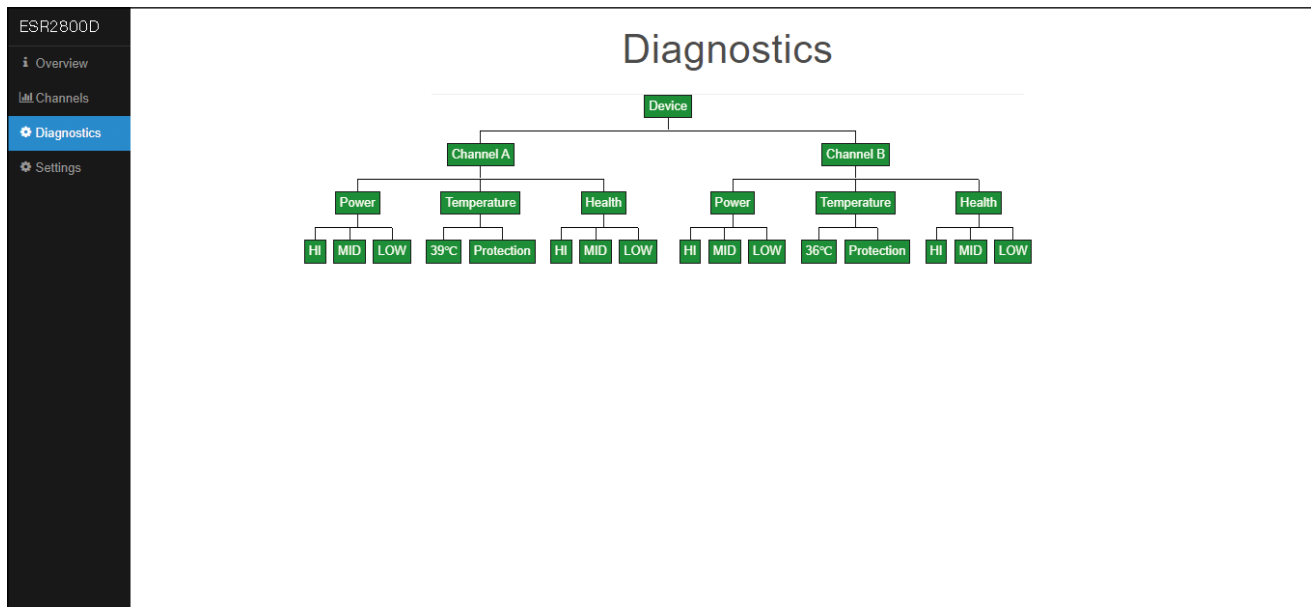 ESR2800D
Overview
Channels
Diagnostics
Settings
Diagnostics
Device
Channel A Channel B
Power Temperature Health Power Temperature Health
HI MID LOW 39°C Protection HI MID LOW HI MID LOW 36°C Protection HI MID LOW